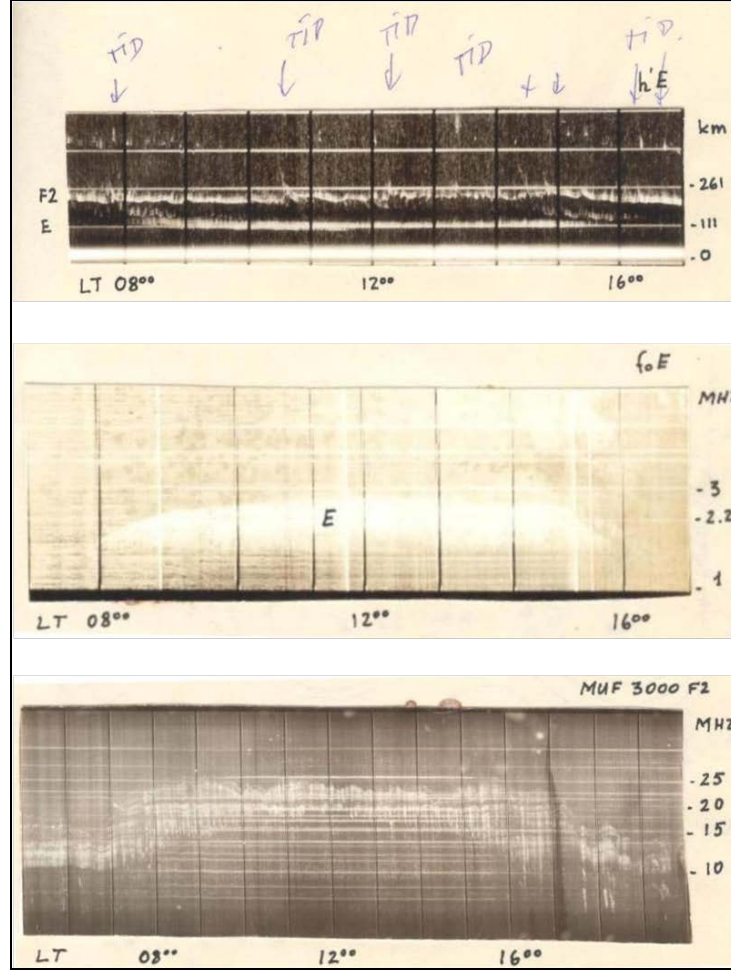 TID TID TID TID TID.
h'E
km
F2 - 261
E - 111
- 0
LT 08⁰⁰ 12⁰⁰ 16⁰⁰
foE
MHz
- 3
E - 2.2
- 1
LT 08⁰⁰ 12⁰⁰ 16⁰⁰
MUF 3000 F2
MHz
- 25
- 20
- 15
- 10
LT 08⁰⁰ 12⁰⁰ 16⁰⁰